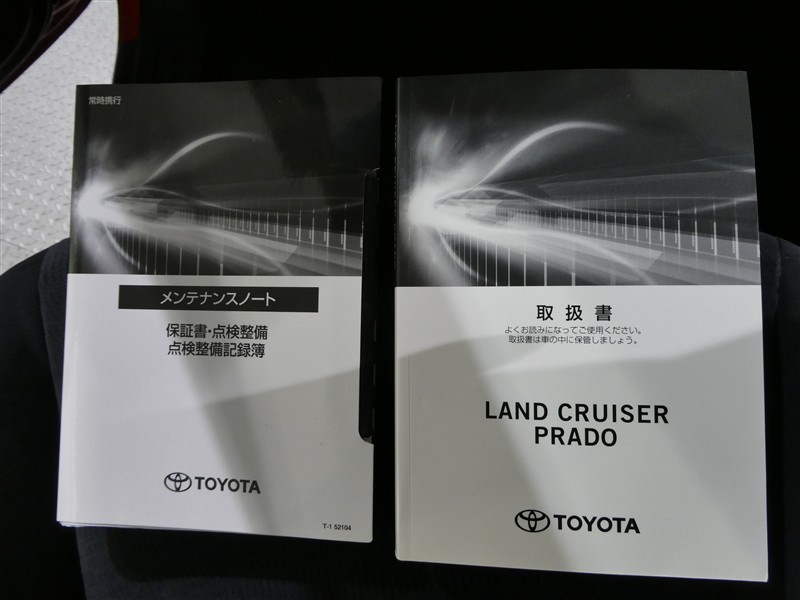 常時携行
メンテナンスノート
保証書・点検整備
点検整備記録簿
TOYOTA
T-1 52104
取扱書
よくお読みになってご使用ください。
取扱書は車の中に保管しましょう。
LAND CRUISER
PRADO
TOYOTA